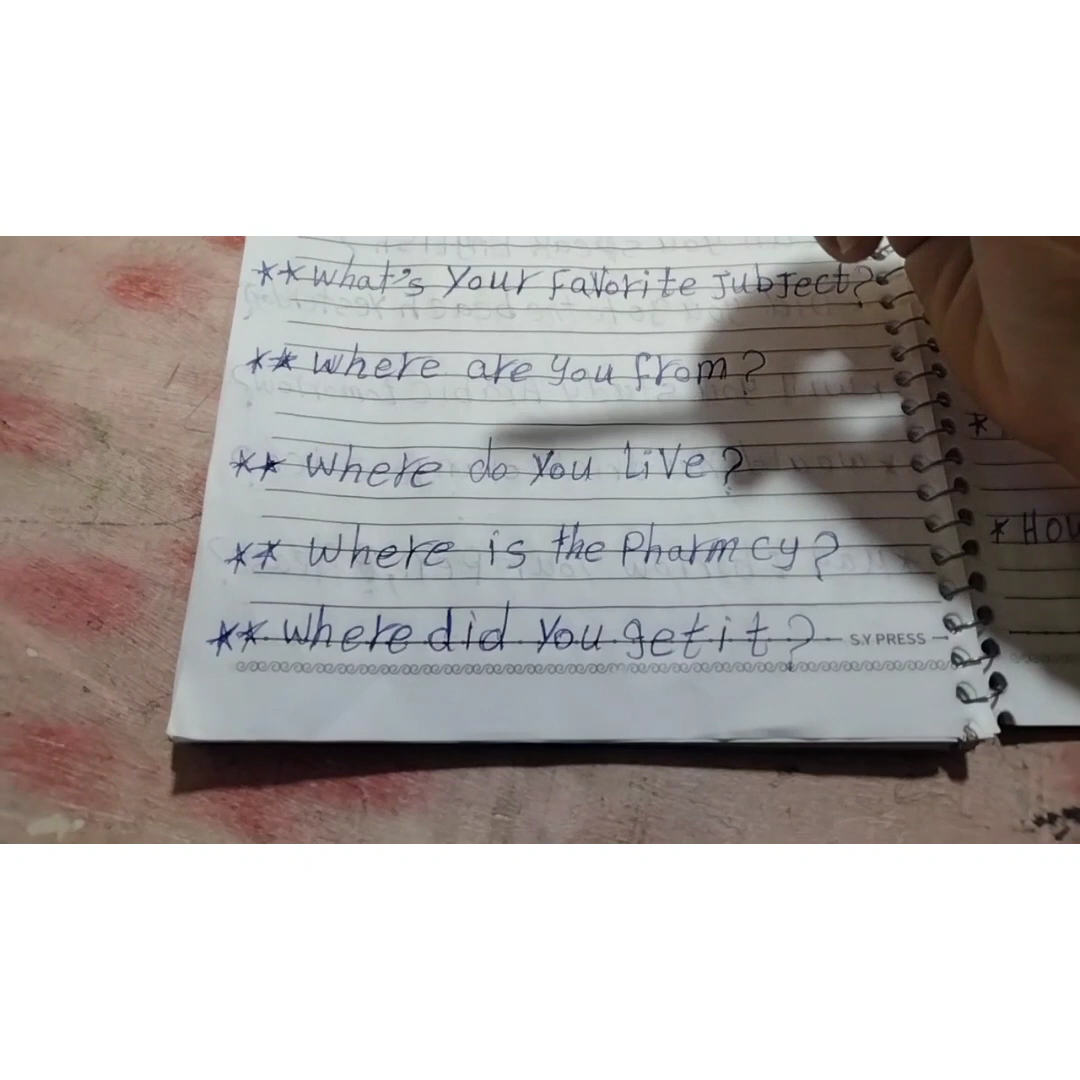 **What's your favorite subject?
** Where are you from?
** Where do you Live?
** Where is the Pharmcy?
** Where did you get it?
S.Y PRESS
* HOW